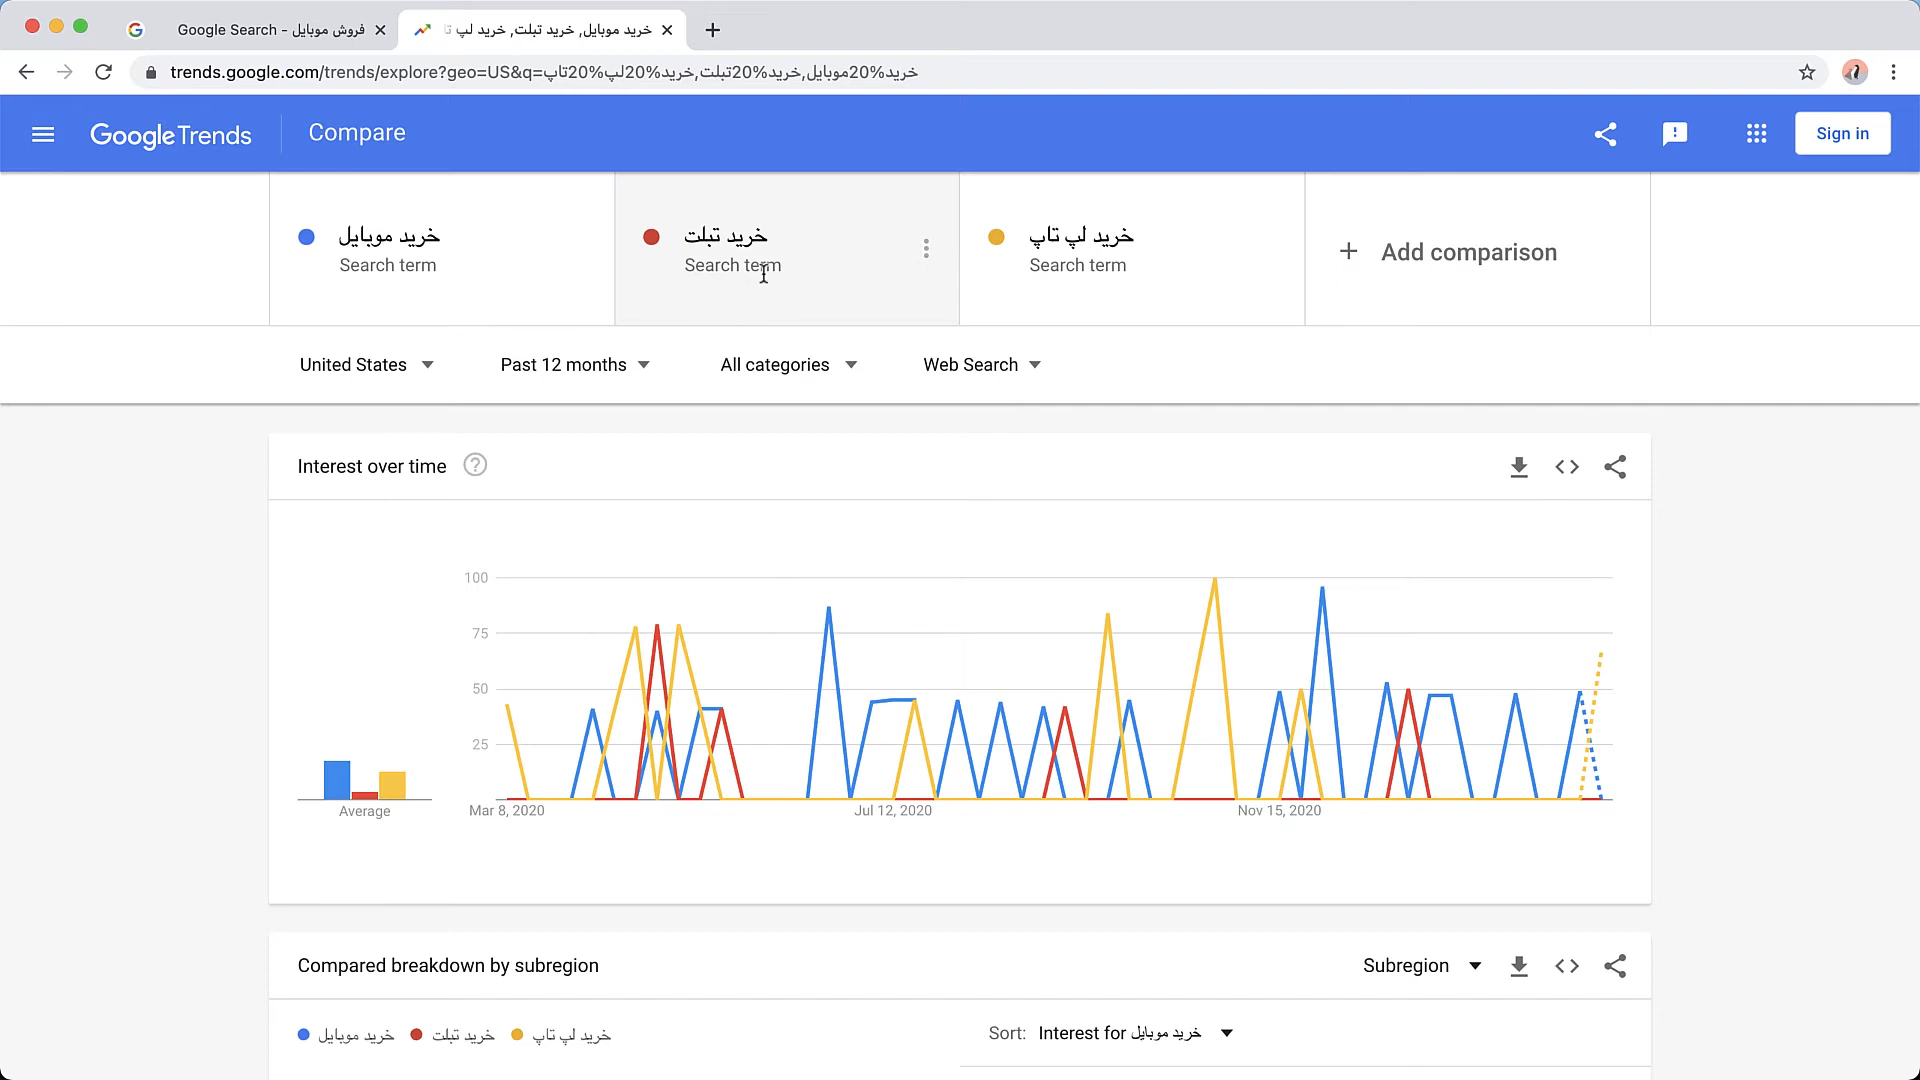 فروش موبایل - Google Search
خرید موبایل, خرید تبلت, خرید لپ تا
trends.google.com/trends/explore?geo=US&q=خرید%20موبایل,خرید%20تبلت,خرید%20لپ%20تاپ
Google Trends
Compare
Sign in
خرید موبایل
Search term
خرید تبلت
Search term
خرید لپ تاپ
Search term
+ Add comparison
United States
Past 12 months
All categories
Web Search
Interest over time
100
75
50
25
Average
Mar 8, 2020
Jul 12, 2020
Nov 15, 2020
Compared breakdown by subregion
Subregion
خرید موبایل
خرید تبلت
خرید لپ تاپ
Sort: Interest for خرید موبایل